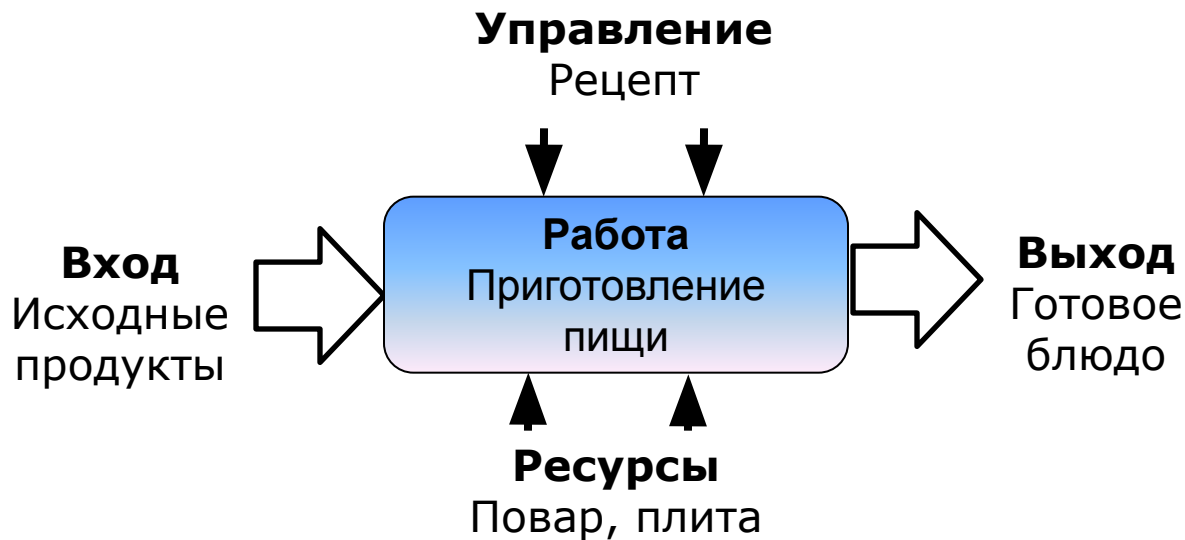 Управление
Рецепт
Вход
Исходные
продукты
Работа
Приготовление
пищи
Выход
Готовое
блюдо
Ресурсы
Повар, плита